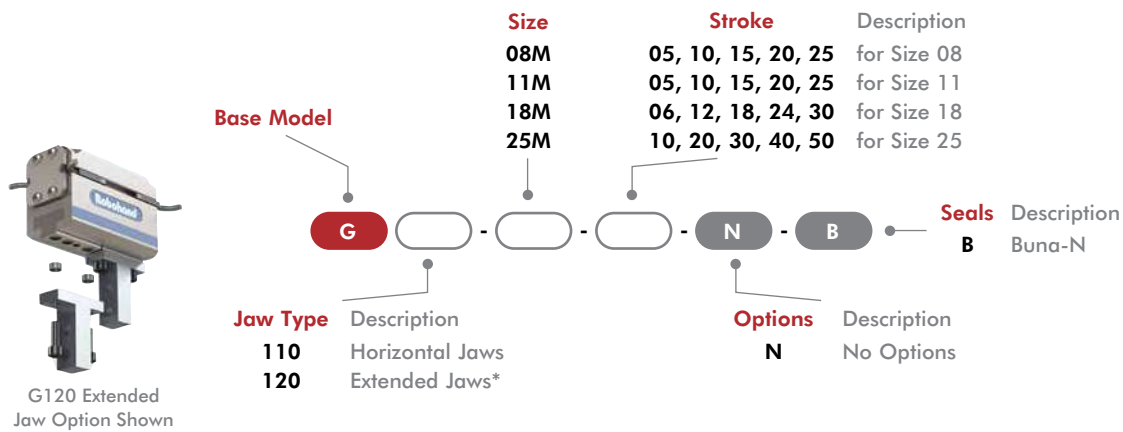 Size Stroke Description
08M 05, 10, 15, 20, 25 for Size 08
11M 05, 10, 15, 20, 25 for Size 11
18M 06, 12, 18, 24, 30 for Size 18
25M 10, 20, 30, 40, 50 for Size 25
Base Model
Robohand
G - - - N - B
Seals Description
B Buna-N
Jaw Type Description
110 Horizontal Jaws
120 Extended Jaws*
Options Description
N No Options
G120 Extended
Jaw Option Shown